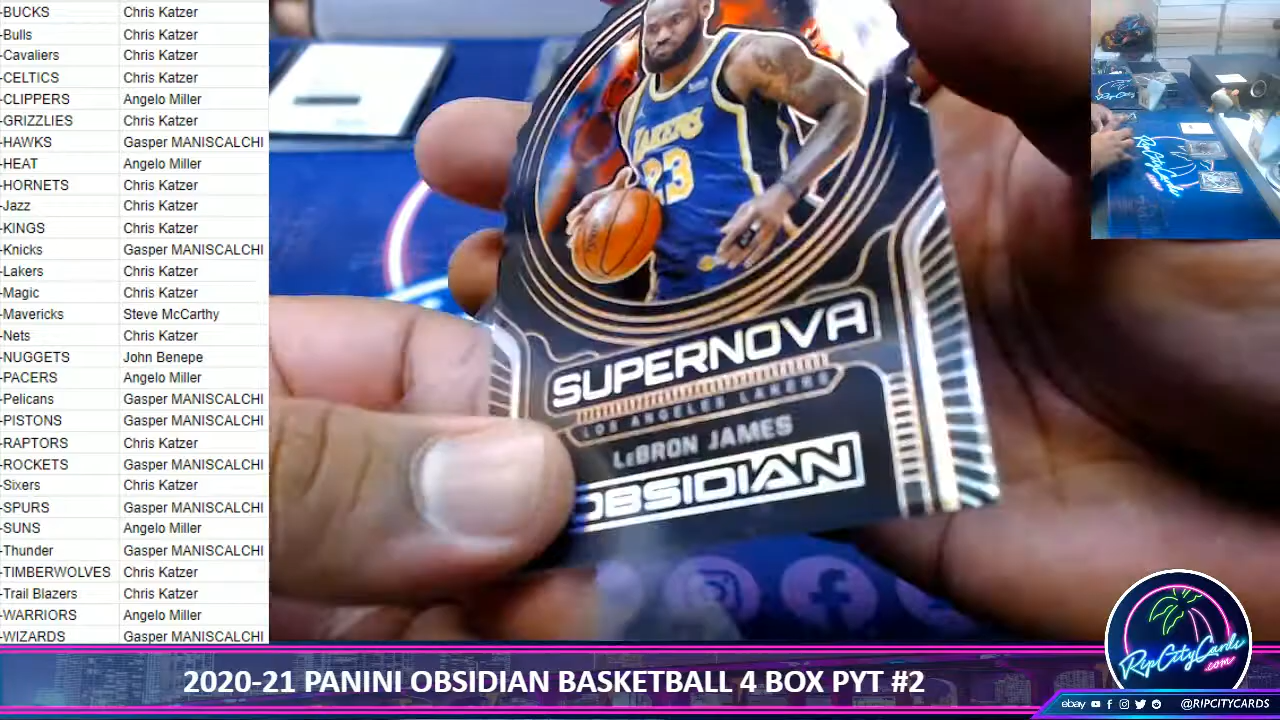 -BUCKS Chris Katzer
-Bulls Chris Katzer
-Cavaliers Chris Katzer
-CELTICS Chris Katzer
-CLIPPERS Angelo Miller
-GRIZZLIES Chris Katzer
-HAWKS Gasper MANISCALCHI
-HEAT Angelo Miller
-HORNETS Chris Katzer
-Jazz Chris Katzer
-KINGS Chris Katzer
-Knicks Gasper MANISCALCHI
-Lakers Chris Katzer
-Magic Chris Katzer
-Mavericks Steve McCarthy
-Nets Chris Katzer
-NUGGETS John Benepe
-PACERS Angelo Miller
-Pelicans Gasper MANISCALCHI
-PISTONS Gasper MANISCALCHI
-RAPTORS Chris Katzer
-ROCKETS Gasper MANISCALCHI
-Sixers Chris Katzer
-SPURS Gasper MANISCALCHI
-SUNS Angelo Miller
-Thunder Gasper MANISCALCHI
-TIMBERWOLVES Chris Katzer
-Trail Blazers Chris Katzer
-WARRIORS Angelo Miller
-WIZARDS Gasper MANISCALCHI
LAKERS
23
SUPERNOVA
LOS ANGELES LAKERS
LeBRON JAMES
OBSIDIAN
RipCityCards
.com
2020-21 PANINI OBSIDIAN BASKETBALL 4 BOX PYT #2
ebay @RIPCITYCARDS